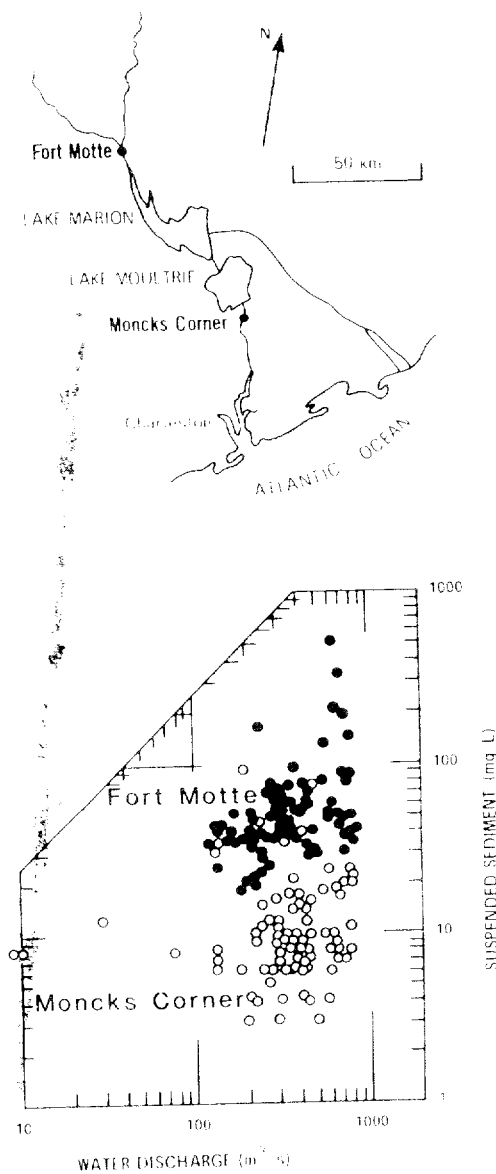 N
Fort Motte
50 km
LAKE MARION
LAKE MOULTRIE
Moncks Corner
Charleston
ATLANTIC OCEAN
1000
100
Fort Motte
10
Moncks Corner
1
10 100 1000
SUSPENDED SEDIMENT (mg L)
WATER DISCHARGE (m s)